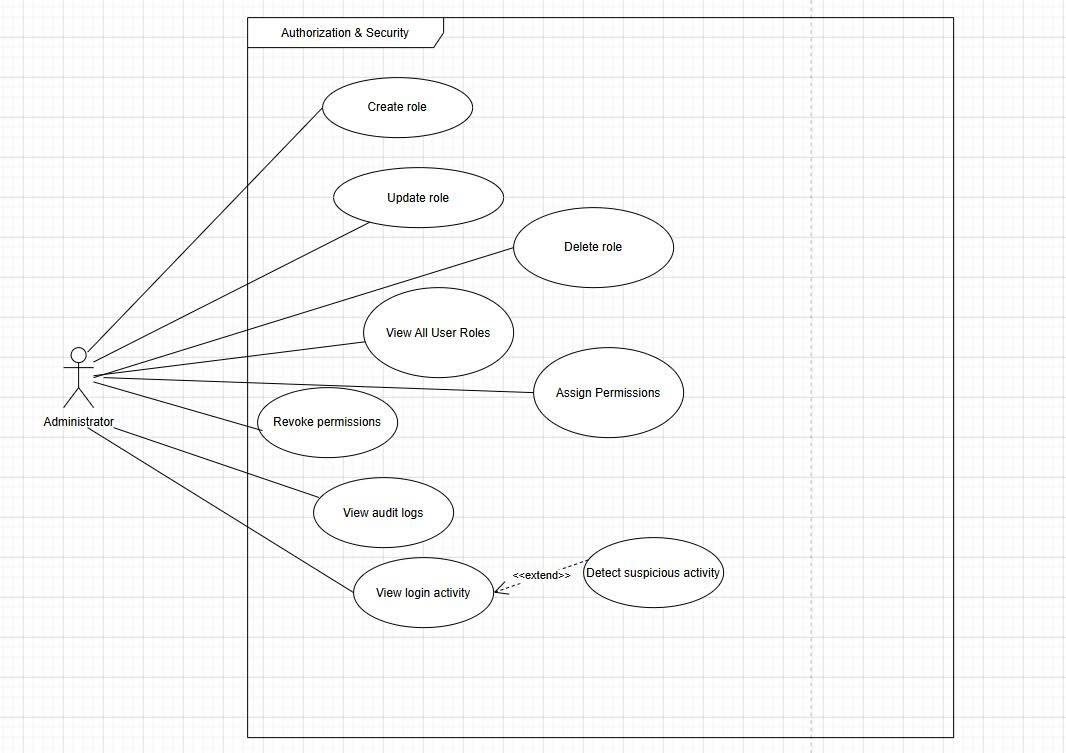 Authorization & Security
Create role
Update role
Delete role
View All User Roles
Assign Permissions
Administrator
Revoke permissions
View audit logs
<<extend>>
Detect suspicious activity
View login activity